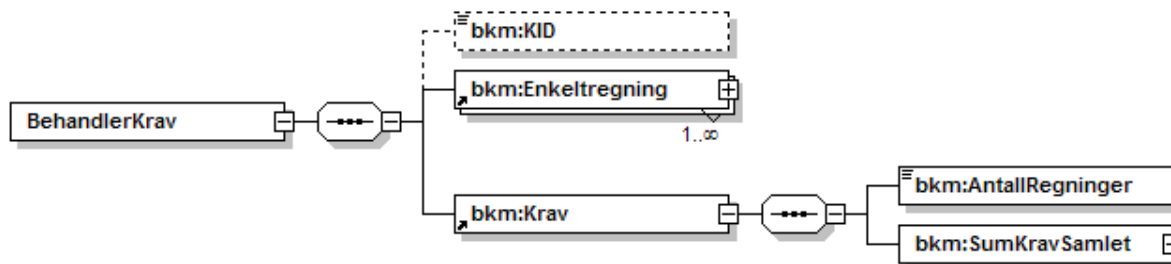 bkm:KID
bkm:Enkeltregning
BehandlerKrav
1..∞
bkm:AntallRegninger
bkm:Krav
bkm:SumKravSamlet